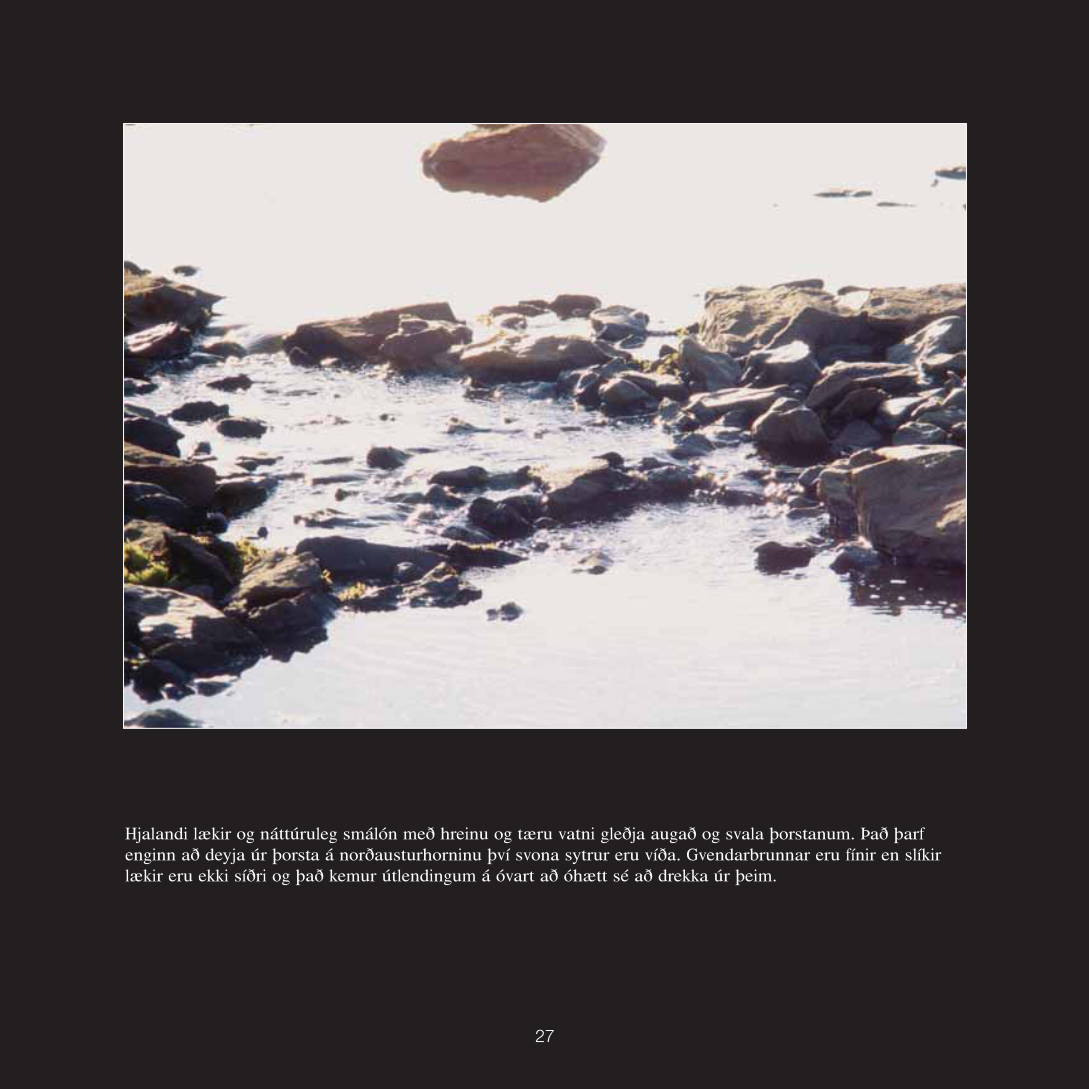 Hjalandi lækir og náttúruleg smálón með hreinu og tæru vatni gleðja augað og svala þorstanum. Það þarf
enginn að deyja úr þorsta á norðausturhorninu því svona sytrur eru víða. Gvendarbrunnar eru fínir en slíkir
lækir eru ekki síðri og það kemur útlendingum á óvart að óhætt sé að drekka úr þeim.
27